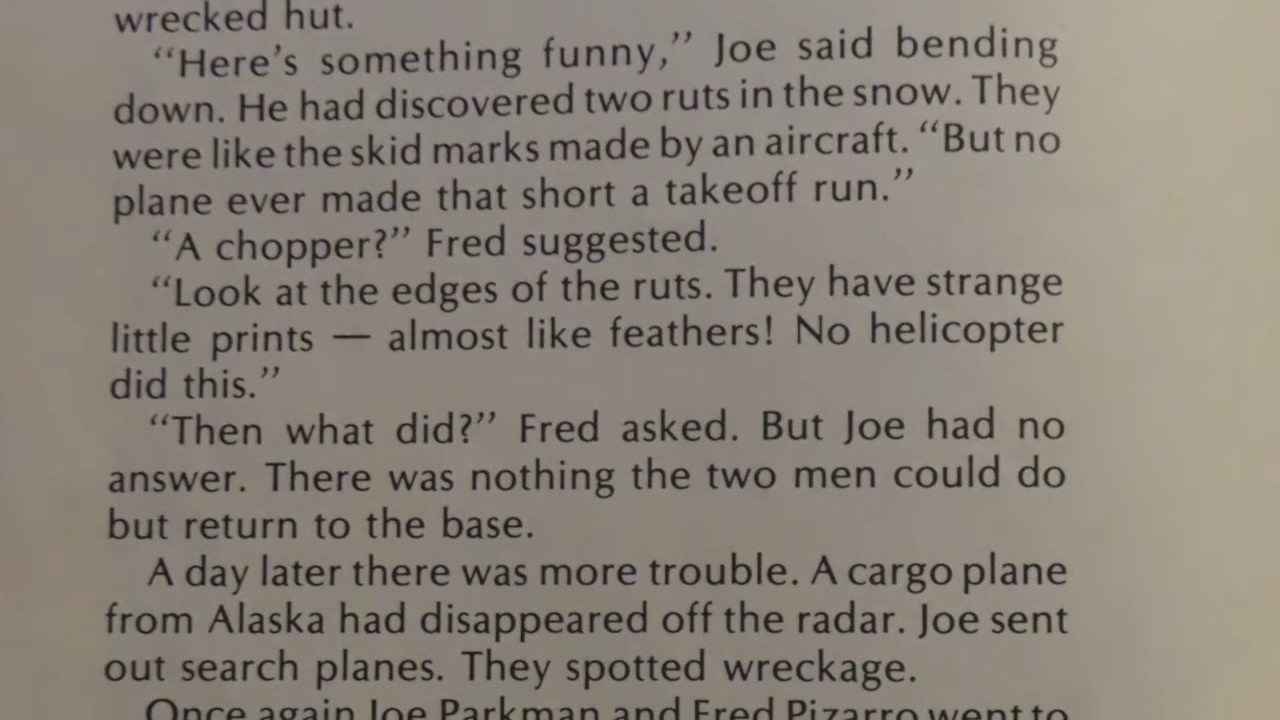 wrecked hut.
“Here’s something funny,” Joe said bending
down. He had discovered two ruts in the snow. They
were like the skid marks made by an aircraft. “But no
plane ever made that short a takeoff run.”
“A chopper?” Fred suggested.
“Look at the edges of the ruts. They have strange
little prints — almost like feathers! No helicopter
did this.”
“Then what did?” Fred asked. But Joe had no
answer. There was nothing the two men could do
but return to the base.
A day later there was more trouble. A cargo plane
from Alaska had disappeared off the radar. Joe sent
out search planes. They spotted wreckage.
Once again Joe Parkman and Fred Pizarro went to